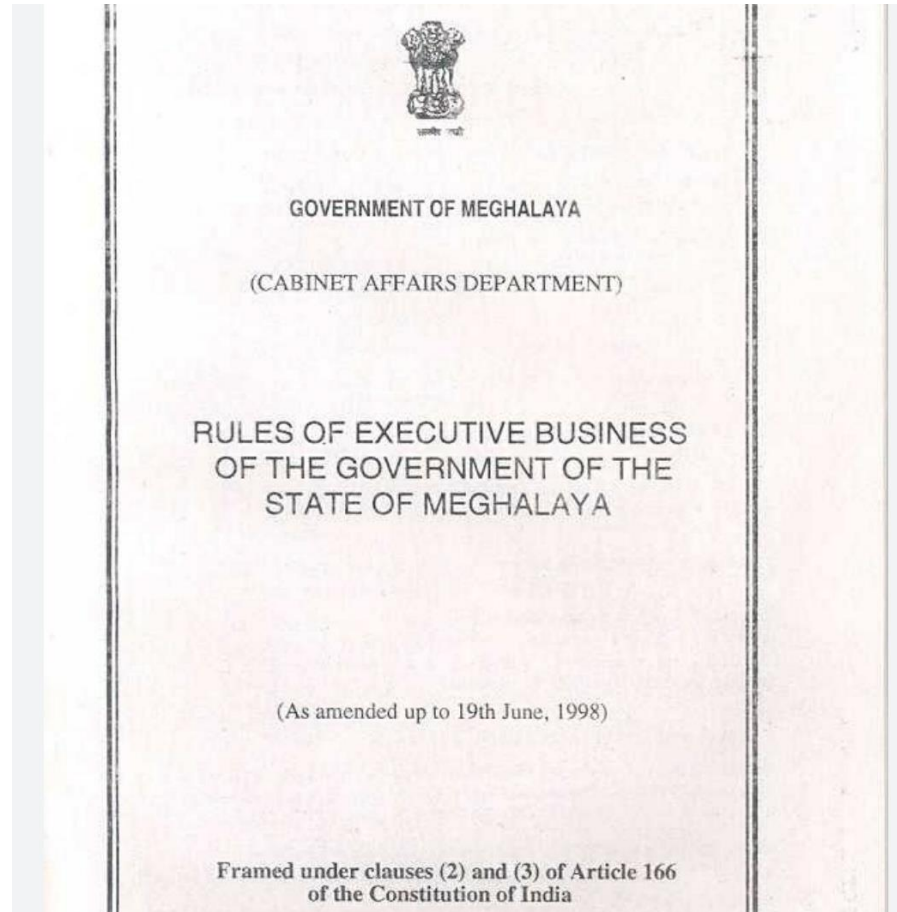 GOVERNMENT OF MEGHALAYA
(CABINET AFFAIRS DEPARTMENT)
RULES OF EXECUTIVE BUSINESS
OF THE GOVERNMENT OF THE
STATE OF MEGHALAYA
(As amended up to 19th June, 1998)
Framed under clauses (2) and (3) of Article 166
of the Constitution of India